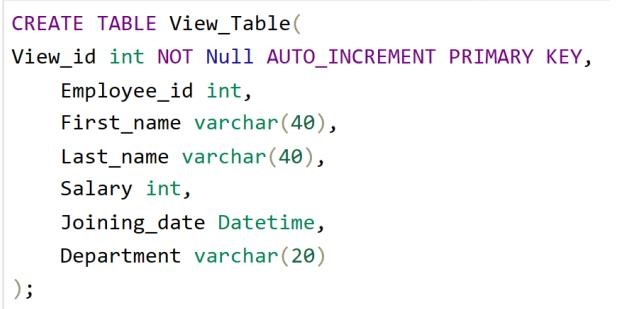 CREATE TABLE View_Table(
View_id int NOT Null AUTO_INCREMENT PRIMARY KEY,
    Employee_id int,
    First_name varchar(40),
    Last_name varchar(40),
    Salary int,
    Joining_date Datetime,
    Department varchar(20)
);